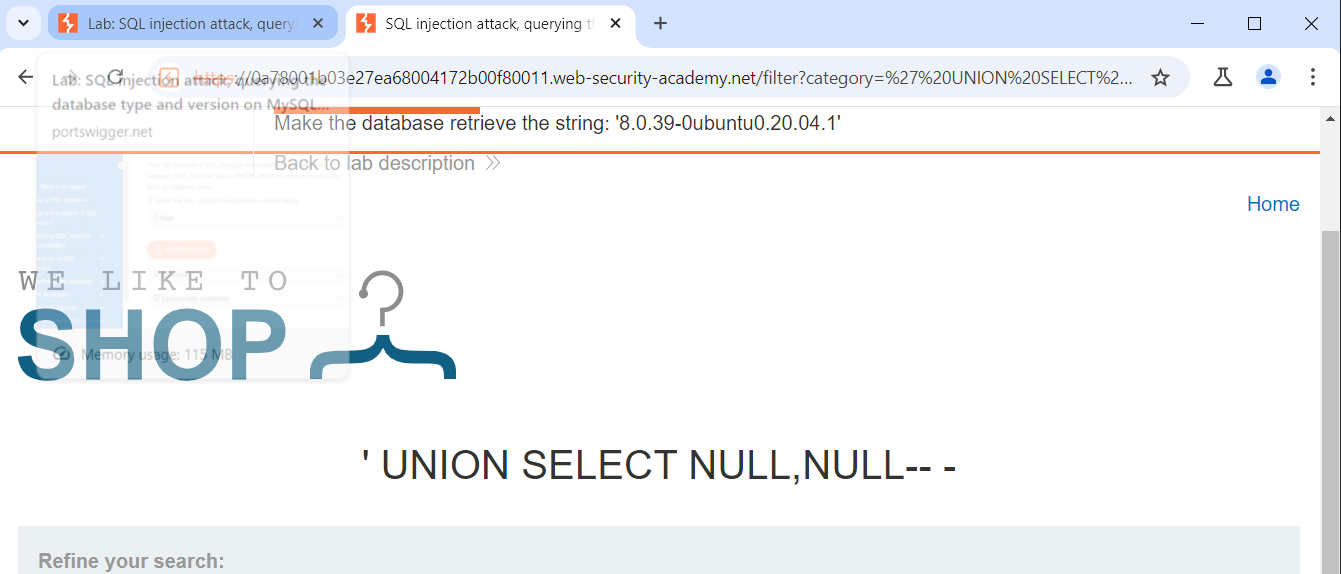 Lab: SQL injection attack, query
SQL injection attack, querying t
https://0a78001b03e27ea68004172b00f80011.web-security-academy.net/filter?category=%27%20UNION%20SELECT%2...
Lab: SQL injection attack, querying the
database type and version on MySQL...
portswigger.net
Make the database retrieve the string: '8.0.39-0ubuntu0.20.04.1'
Back to lab description
Home
WE LIKE TO
SHOP
Memory usage: 115 MB
' UNION SELECT NULL,NULL-- -
Refine your search: